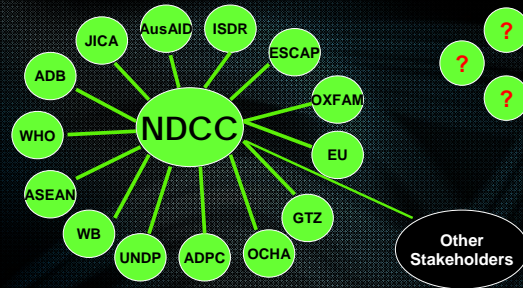 AusAID
ISDR
?
JICA
ESCAP
?
ADB
?
OXFAM
NDCC
WHO
EU
ASEAN
GTZ
WB
Other
Stakeholders
UNDP
ADPC
OCHA